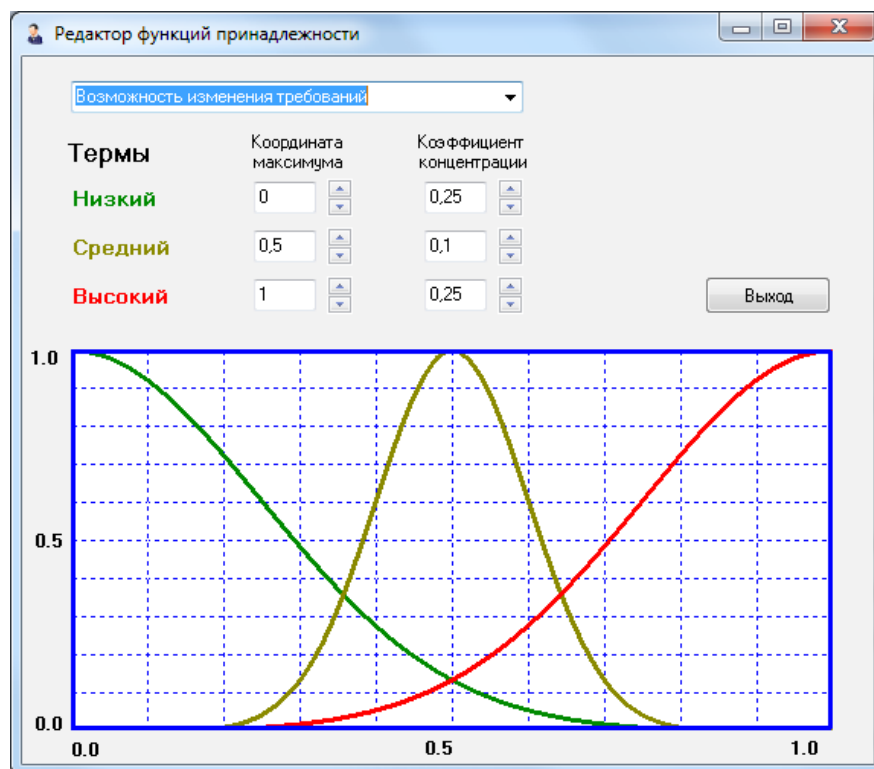 Редактор функций принадлежности
Возможность изменения требований
Термы
Координата
максимума
Коэффициент
концентрации
Низкий 0 0,25
Средний 0,5 0,1
Высокий 1 0,25
Выход
1.0
0.5
0.0
0.0 0.5 1.0